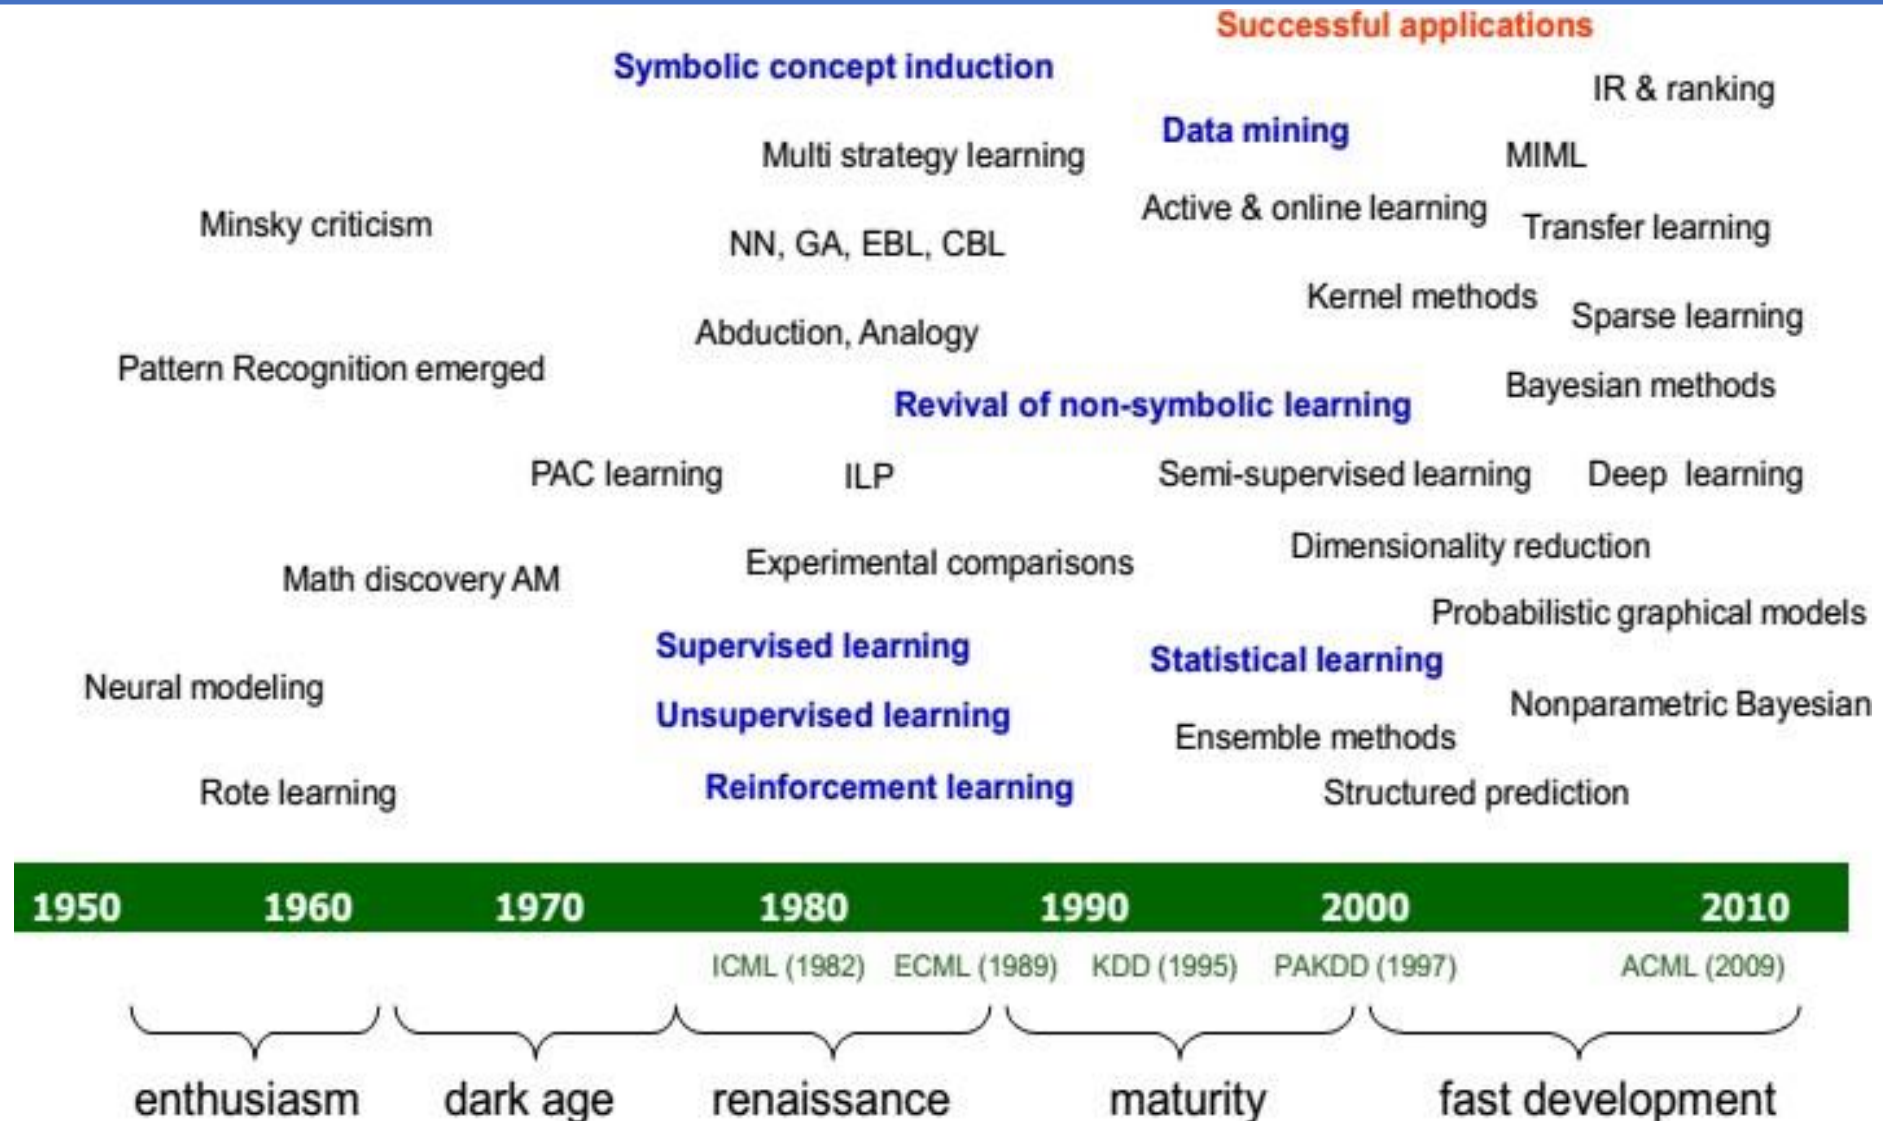 Successful applications
Symbolic concept induction
IR & ranking
Data mining
Multi strategy learning
MIML
Active & online learning
Minsky criticism
Transfer learning
NN, GA, EBL, CBL
Kernel methods
Sparse learning
Abduction, Analogy
Pattern Recognition emerged
Bayesian methods
Revival of non-symbolic learning
PAC learning
ILP
Semi-supervised learning
Deep learning
Dimensionality reduction
Experimental comparisons
Math discovery AM
Probabilistic graphical models
Supervised learning
Statistical learning
Neural modeling
Nonparametric Bayesian
Unsupervised learning
Ensemble methods
Reinforcement learning
Rote learning
Structured prediction
1950 1960 1970 1980 1990 2000 2010
ICML (1982) ECML (1989) KDD (1995) PAKDD (1997) ACML (2009)
enthusiasm dark age renaissance maturity fast development